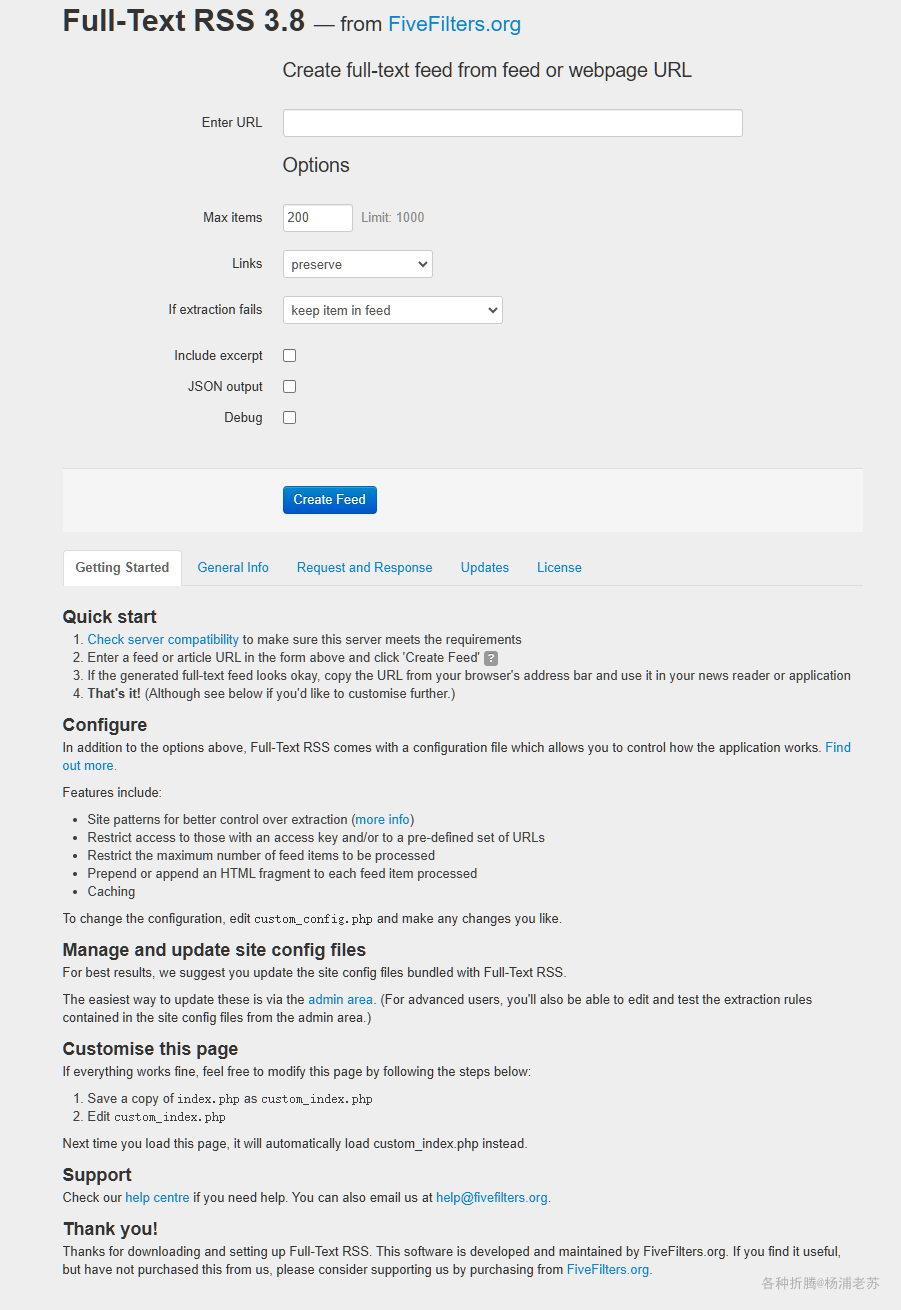 Full-Text RSS 3.8 — from FiveFilters.org
Create full-text feed from feed or webpage URL
Enter URL
Options
Max items 200 Limit: 1000
Links preserve
If extraction fails keep item in feed
Include excerpt
JSON output
Debug
Create Feed
Getting Started General Info Request and Response Updates License
Quick start
1. Check server compatibility to make sure this server meets the requirements
2. Enter a feed or article URL in the form above and click 'Create Feed' ?
3. If the generated full-text feed looks okay, copy the URL from your browser's address bar and use it in your news reader or application
4. That's it! (Although see below if you'd like to customise further.)
Configure
In addition to the options above, Full-Text RSS comes with a configuration file which allows you to control how the application works. Find
out more.
Features include:
• Site patterns for better control over extraction (more info)
• Restrict access to those with an access key and/or to a pre-defined set of URLs
• Restrict the maximum number of feed items to be processed
• Prepend or append an HTML fragment to each feed item processed
• Caching
To change the configuration, edit custom_config.php and make any changes you like.
Manage and update site config files
For best results, we suggest you update the site config files bundled with Full-Text RSS.
The easiest way to update these is via the admin area. (For advanced users, you'll also be able to edit and test the extraction rules
contained in the site config files from the admin area.)
Customise this page
If everything works fine, feel free to modify this page by following the steps below:
1. Save a copy of index.php as custom_index.php
2. Edit custom_index.php
Next time you load this page, it will automatically load custom_index.php instead.
Support
Check our help centre if you need help. You can also email us at help@fivefilters.org.
Thank you!
Thanks for downloading and setting up Full-Text RSS. This software is developed and maintained by FiveFilters.org. If you find it useful,
but have not purchased this from us, please consider supporting us by purchasing from FiveFilters.org.
各种折腾@杨浦老苏